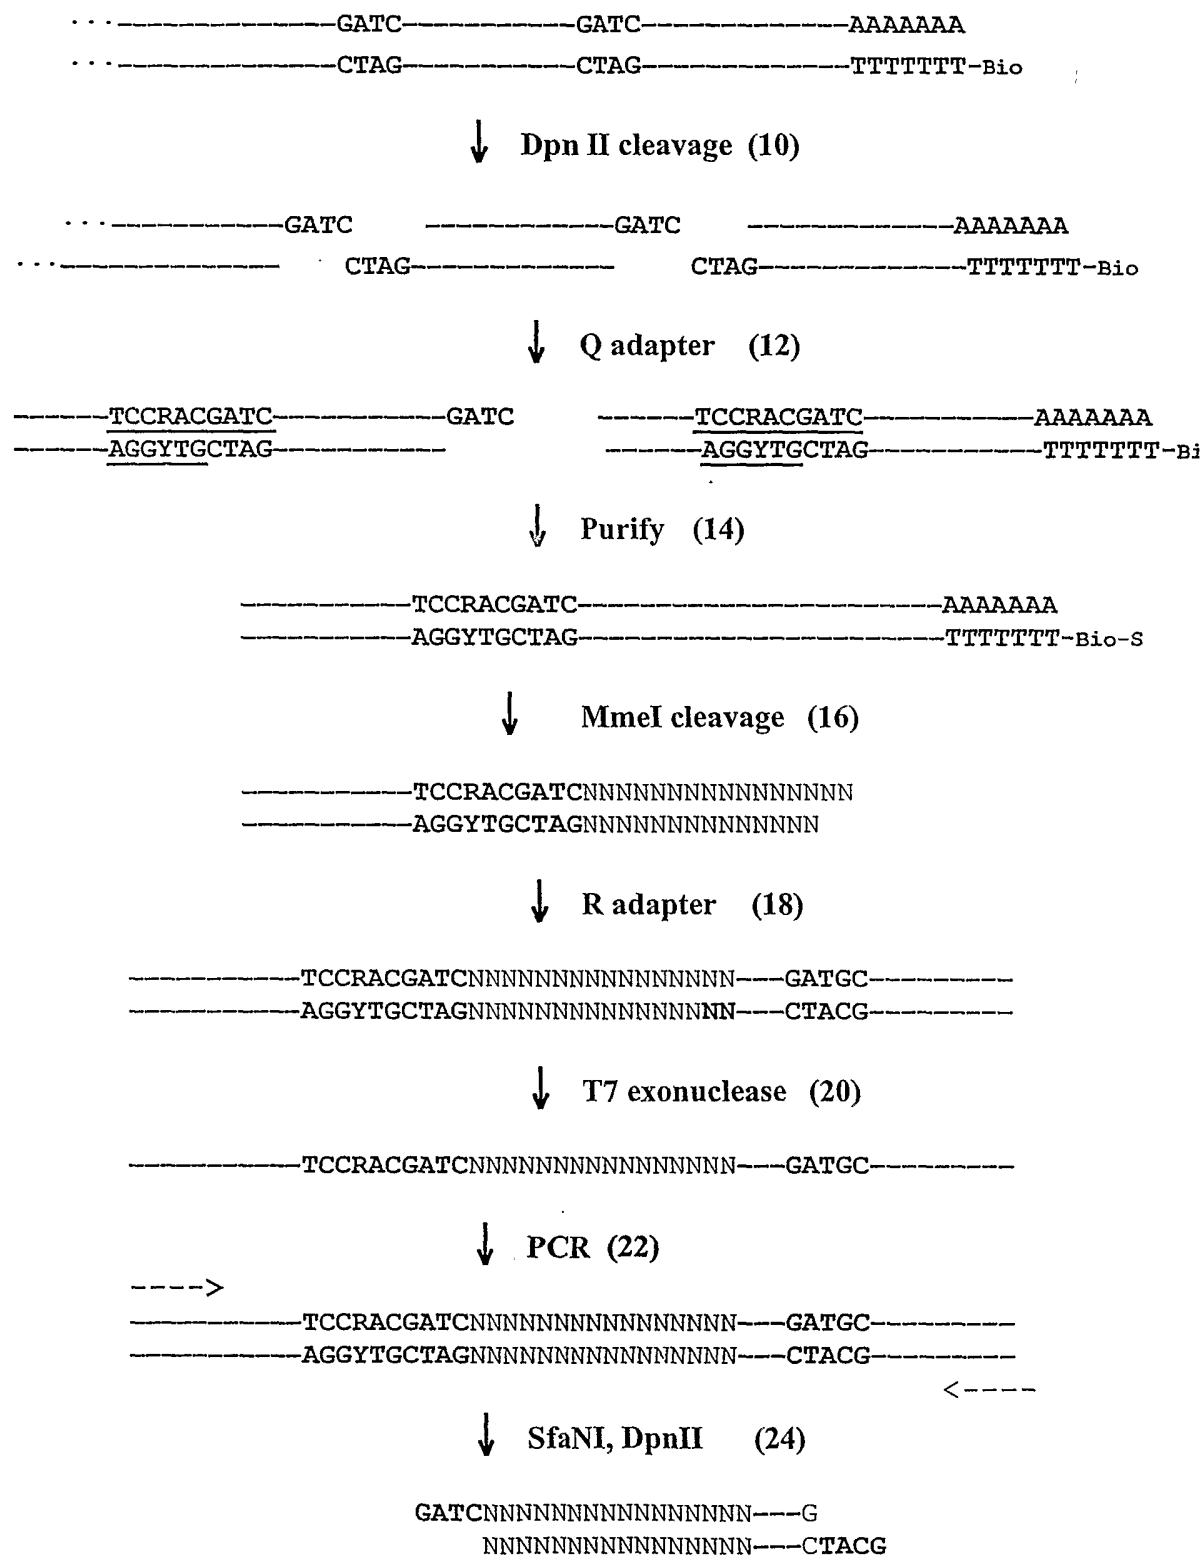 ···-------------GATC-----------GATC-------------AAAAAAA
···-------------CTAG-----------CTAG-------------TTTTTTT-Bio
↓ Dpn II cleavage (10)
···-----------GATC -----------GATC -------------AAAAAAA
···------------- CTAG------------ CTAG-------------TTTTTTT-Bio
↓ Q adapter (12)
------TCCRACGATC----------GATC ------TCCRACGATC----------AAAAAAA
------AGGYTGCTAG---------- ------AGGYTGCTAG----------TTTTTTT-Bi
↓ Purify (14)
----------TCCRACGATC----------------------AAAAAAA
----------AGGYTGCTAG----------------------TTTTTTT-Bio-S
↓ MmeI cleavage (16)
----------TCCRACGATCNNNNNNNNNNNNNNNN
----------AGGYTGCTAGNNNNNNNNNNNNNN
↓ R adapter (18)
----------TCCRACGATCNNNNNNNNNNNNNNNN---GATGC---------
----------AGGYTGCTAGNNNNNNNNNNNNNNNN---CTACG---------
↓ T7 exonuclease (20)
----------TCCRACGATCNNNNNNNNNNNNNNNN---GATGC---------
↓ PCR (22)
---->
----------TCCRACGATCNNNNNNNNNNNNNNNN---GATGC---------
----------AGGYTGCTAGNNNNNNNNNNNNNNNN---CTACG---------
<----
↓ SfaNI, DpnII (24)
GATCNNNNNNNNNNNNNNNN---G
NNNNNNNNNNNNNNNN---CTACG